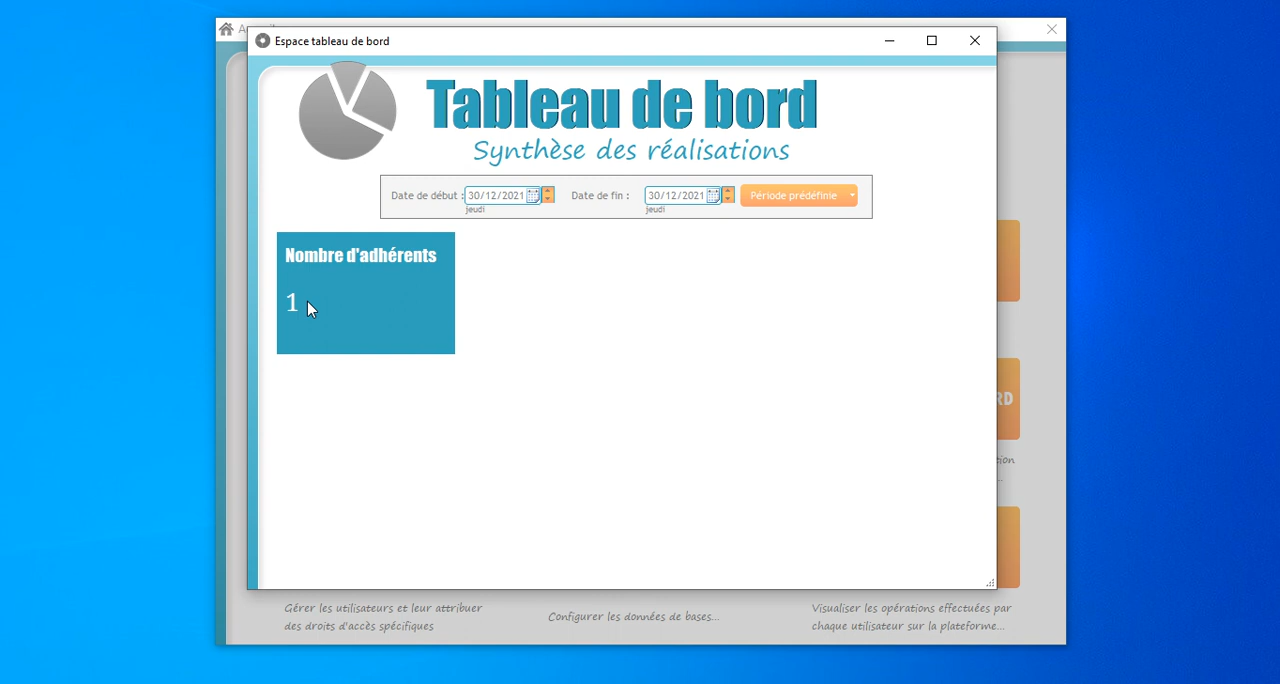 Espace tableau de bord
Tableau de bord
Synthèse des réalisations
Date de début : 30/12/2021 Date de fin : 30/12/2021 Période prédéfinie
jeudi jeudi
Nombre d'adhérents
1
RD
tion
...
Gérer les utilisateurs et leur attribuer
des droits d'accès spécifiques
Configurer les données de bases...
Visualiser les opérations effectuées par
chaque utilisateur sur la plateforme...